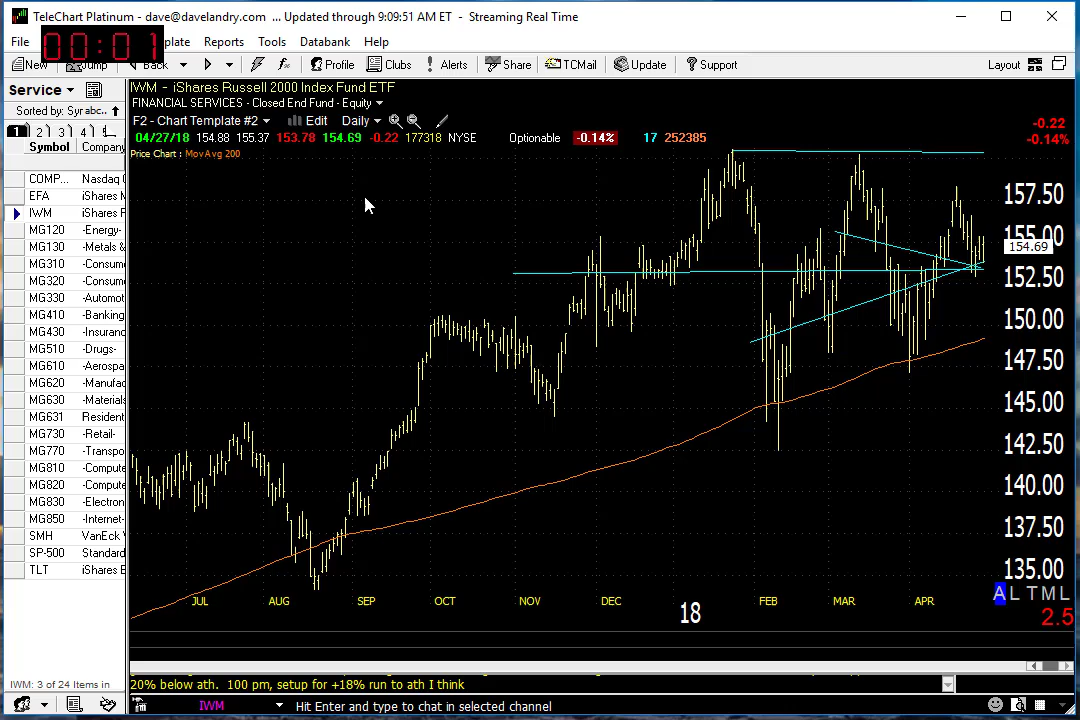 TeleChart Platinum - dave@davelandry.com ... Updated through 9:09:51 AM ET - Streaming Real Time
File plate Reports Tools Databank Help
00:01
New Jump Back Profile Clubs Alerts Share TCMail Update Support Layout
Service
Sorted by: Syr abc..
1 2 3 4
Symbol Company
COMP... Nasdaq
EFA iShares
IWM iShares
MG120 -Energy-
MG130 -Metals &
MG310 -Consume
MG320 -Consume
MG330 -Automot
MG410 -Banking
MG430 -Insuranc
MG510 -Drugs-
MG610 -Aerospa
MG620 -Manufac
MG630 -Materials
MG631 Resident
MG730 -Retail-
MG770 -Transpo
MG810 -Compute
MG820 -Compute
MG830 -Electron
MG850 -Internet-
SMH VanEck
SP-500 Standard
TLT iShares
IWM: 3 of 24 Items in
IWM - iShares Russell 2000 Index Fund ETF
FINANCIAL SERVICES - Closed End Fund - Equity
F2 - Chart Template #2 Edit Daily
04/27/18 154.88 155.37 153.78 154.69 -0.22 177318 NYSE Optionable -0.14% 17 252385
-0.22
-0.14%
Price Chart : MovAvg 200
157.50
155.00
154.69
152.50
150.00
147.50
145.00
142.50
140.00
137.50
135.00
JUL AUG SEP OCT NOV DEC 18 FEB MAR APR
A L T M L
2.5
20% below ath. 100 pm, setup for +18% run to ath I think
IWM Hit Enter and type to chat in selected channel